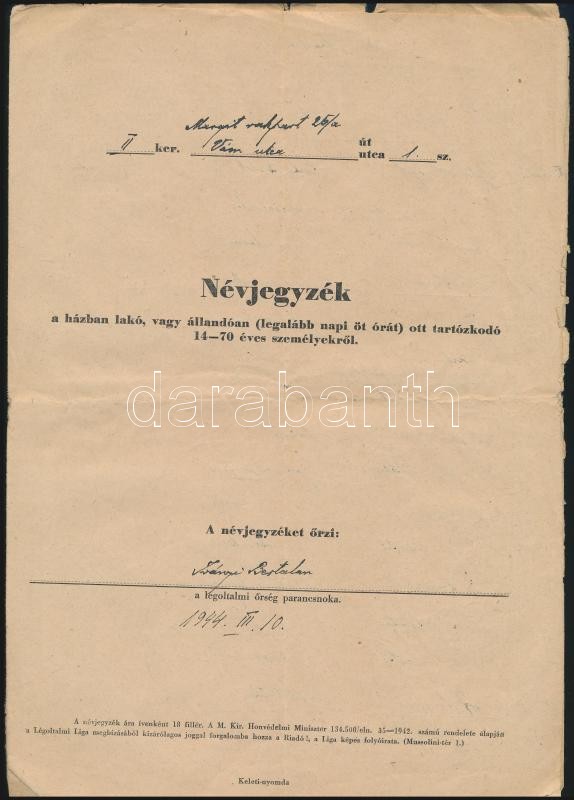 Margit rakpart 26/a
II ker. Vám utca út utca 1. sz.
Névjegyzék
a házban lakó, vagy állandóan (legalább napi öt órát) ott tartózkodó
14—70 éves személyekről.
darabanth
A névjegyzéket őrzi:
Bertalan
a légoltalmi őrség parancsnoka.
1944. III. 10.
A névjegyzék ára ívenként 18 fillér. A M. Kir. Honvédelmi Miniszter 134.500/eln. 35—1942. számú rendelete alapján
a Légoltalmi Liga megbízásából kizárólagos joggal forgalomba hozza a Riadó!, a Liga képes folyóirata. (Mussolini-tér 1.)
Keleti-nyomda